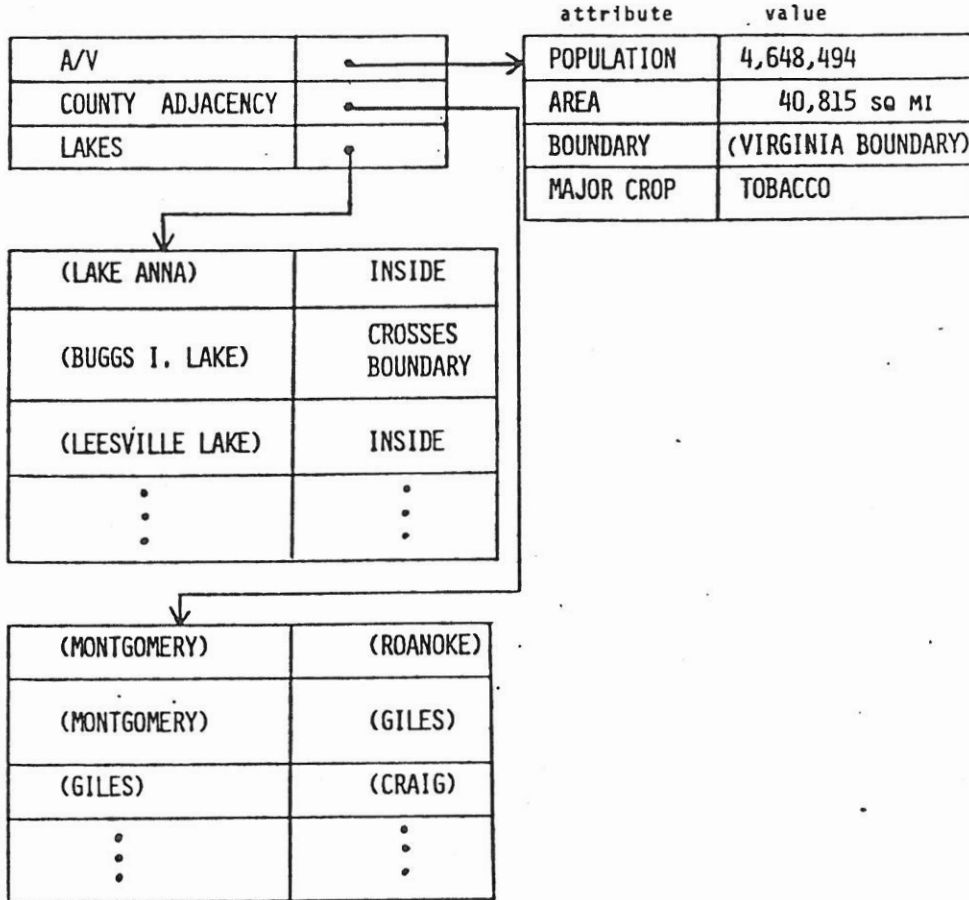 attribute value
A/V
COUNTY ADJACENCY
LAKES
POPULATION 4,648,494
AREA 40,815 SQ MI
BOUNDARY (VIRGINIA BOUNDARY)
MAJOR CROP TOBACCO
(LAKE ANNA) INSIDE
(BUGGS I. LAKE) CROSSES
BOUNDARY
(LEESVILLE LAKE) INSIDE
(MONTGOMERY) (ROANOKE)
(MONTGOMERY) (GILES)
(GILES) (CRAIG)